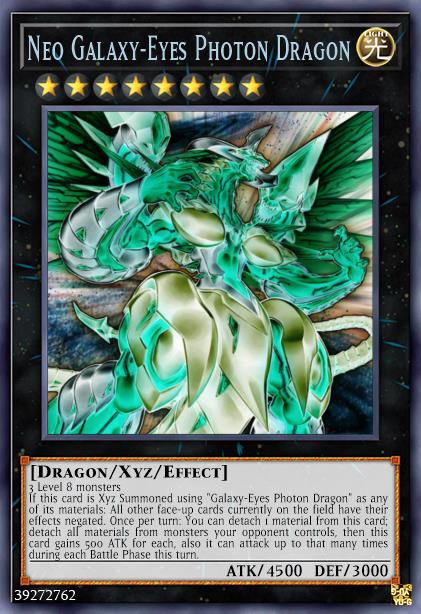 Neo Galaxy-Eyes Photon Dragon
LIGHT
光
[Dragon/Xyz/Effect]
3 Level 8 monsters
If this card is Xyz Summoned using "Galaxy-Eyes Photon Dragon" as any
of its materials: All other face-up cards currently on the field have their
effects negated. Once per turn: You can detach 1 material from this card;
detach all materials from monsters your opponent controls, then this
card gains 500 ATK for each, also it can attack up to that many times
during each Battle Phase this turn.
ATK/4500 DEF/3000
39272762